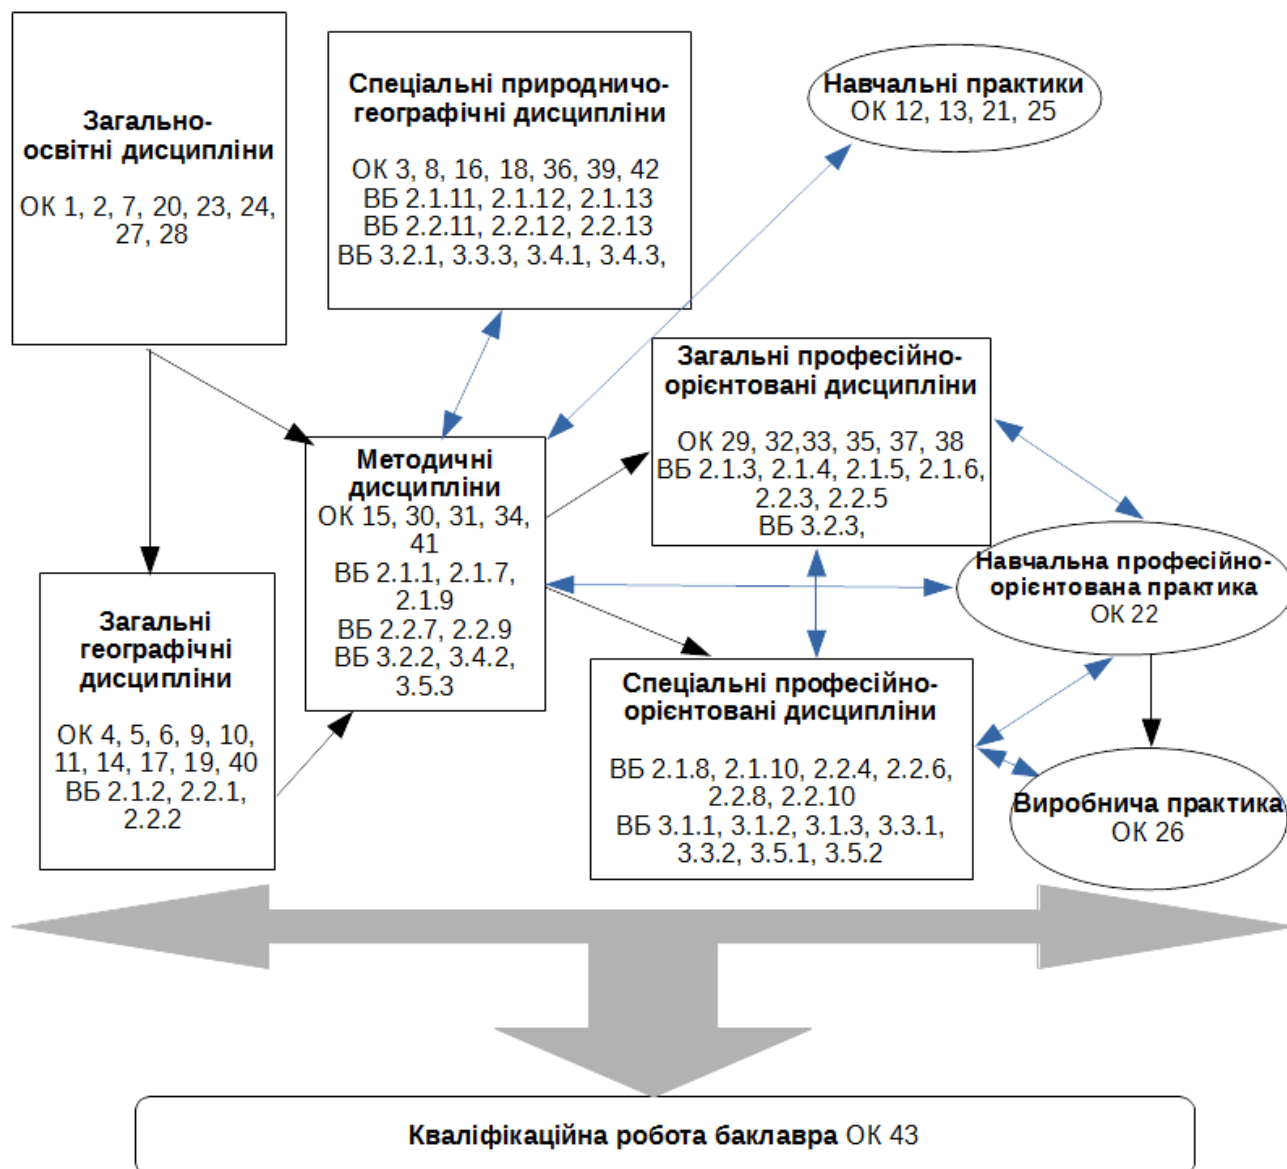 Загально-
освітні дисципліни
ОК 1, 2, 7, 20, 23, 24,
27, 28
Спеціальні природничо-
географічні дисципліни
ОК 3, 8, 16, 18, 36, 39, 42
ВБ 2.1.11, 2.1.12, 2.1.13
ВБ 2.2.11, 2.2.12, 2.2.13
ВБ 3.2.1, 3.3.3, 3.4.1, 3.4.3,
Навчальні практики
ОК 12, 13, 21, 25
Загальні професійно-
орієнтовані дисципліни
ОК 29, 32,33, 35, 37, 38
ВБ 2.1.3, 2.1.4, 2.1.5, 2.1.6,
2.2.3, 2.2.5
ВБ 3.2.3,
Методичні
дисципліни
ОК 15, 30, 31, 34,
41
ВБ 2.1.1, 2.1.7,
2.1.9
ВБ 2.2.7, 2.2.9
ВБ 3.2.2, 3.4.2,
3.5.3
Навчальна професійно-
орієнтована практика
ОК 22
Загальні
географічні
дисципліни
ОК 4, 5, 6, 9, 10,
11, 14, 17, 19, 40
ВБ 2.1.2, 2.2.1,
2.2.2
Спеціальні професійно-
орієнтовані дисципліни
ВБ 2.1.8, 2.1.10, 2.2.4, 2.2.6,
2.2.8, 2.2.10
ВБ 3.1.1, 3.1.2, 3.1.3, 3.3.1,
3.3.2, 3.5.1, 3.5.2
Виробнича практика
ОК 26
Кваліфікаційна робота баклавра ОК 43